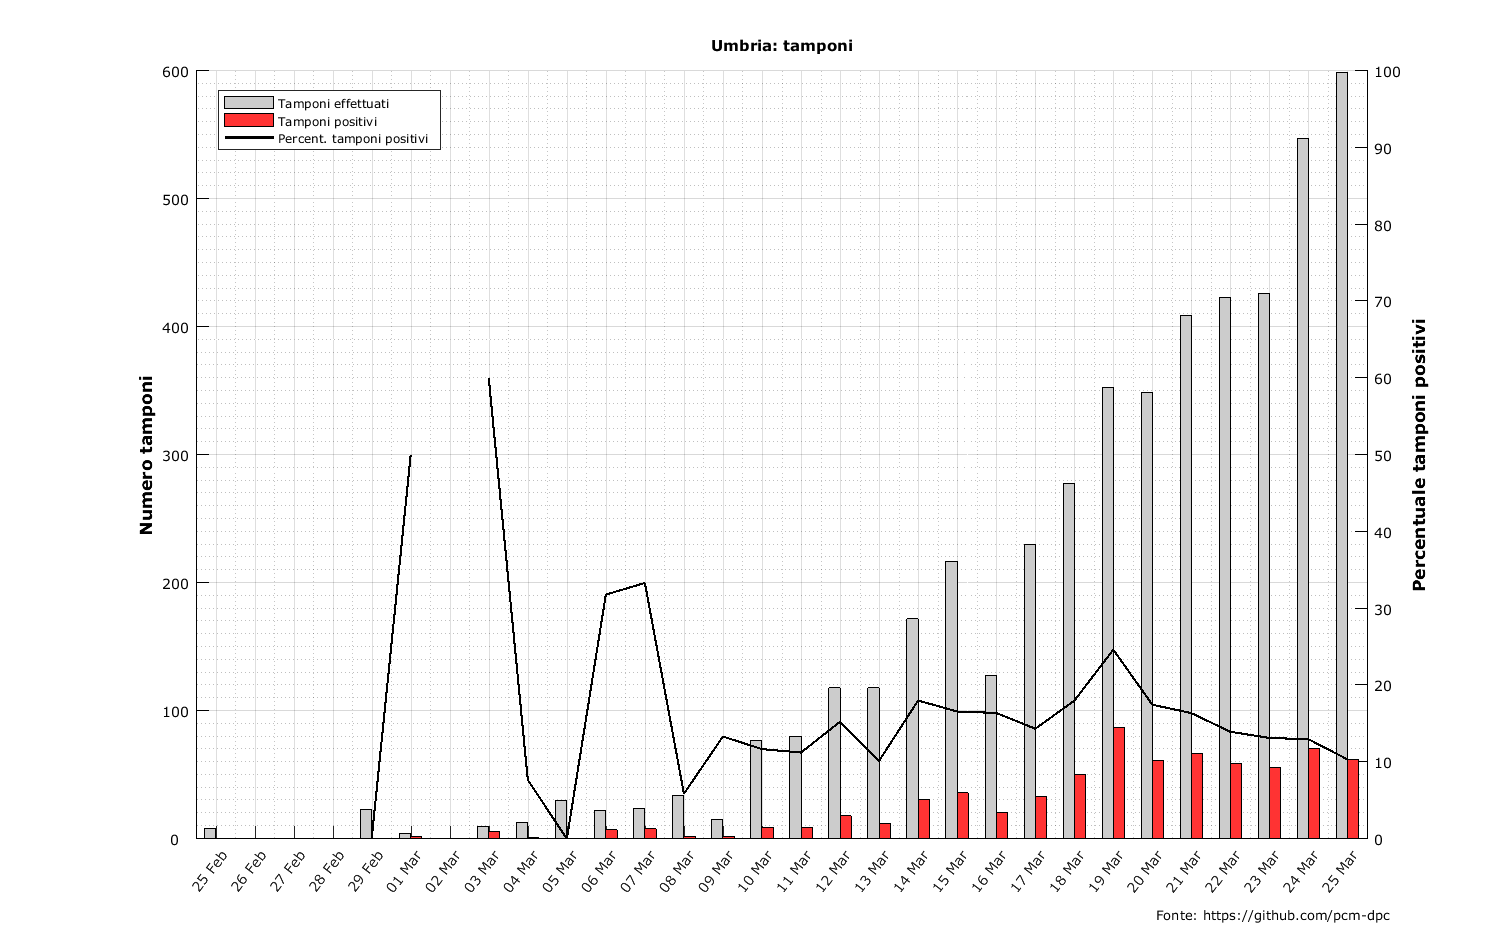 Umbria: tamponi
Tamponi effettuati
Tamponi positivi
Percent. tamponi positivi
Numero tamponi
600
500
400
300
200
100
0
Percentuale tamponi positivi
100
90
80
70
60
50
40
30
20
10
0
25 Feb
26 Feb
27 Feb
28 Feb
29 Feb
01 Mar
02 Mar
03 Mar
04 Mar
05 Mar
06 Mar
07 Mar
08 Mar
09 Mar
10 Mar
11 Mar
12 Mar
13 Mar
14 Mar
15 Mar
16 Mar
17 Mar
18 Mar
19 Mar
20 Mar
21 Mar
22 Mar
23 Mar
24 Mar
25 Mar
Fonte: https://github.com/pcm-dpc